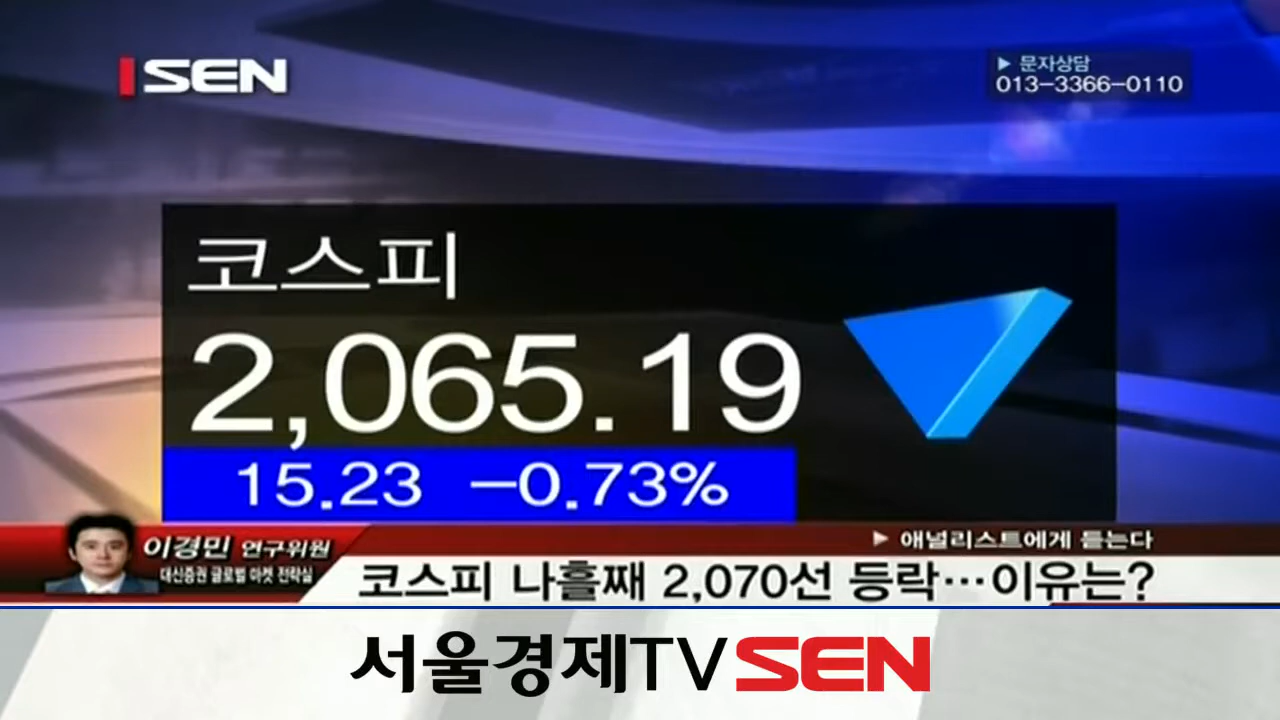 SEN
▶ 문자상담
013-3366-0110
코스피
2,065.19
15.23 -0.73%
이경민 연구위원
대신증권 글로벌 마켓 전략실
▶ 애널리스트에게 듣는다
코스피 나흘째 2,070선 등락…이유는?
서울경제TV SEN